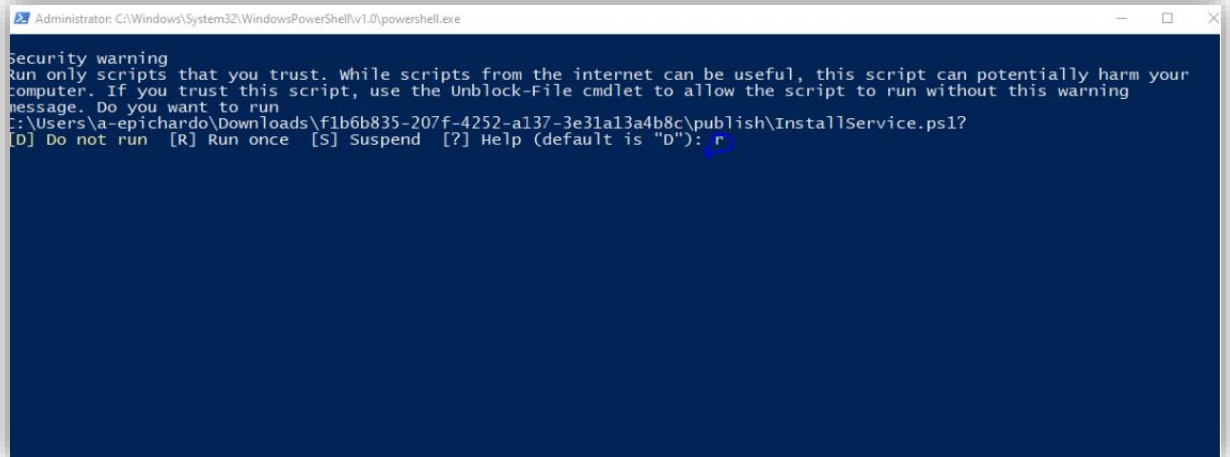 Administrator: C:\Windows\System32\WindowsPowerShell\v1.0\powershell.exe
Security warning
Run only scripts that you trust. While scripts from the internet can be useful, this script can potentially harm your
computer. If you trust this script, use the Unblock-File cmdlet to allow the script to run without this warning
message. Do you want to run
C:\Users\a-epichardo\Downloads\f1b6b835-207f-4252-a137-3e31a13a4b8c\publish\InstallService.ps1?
[D] Do not run  [R] Run once  [S] Suspend  [?] Help (default is "D"): r